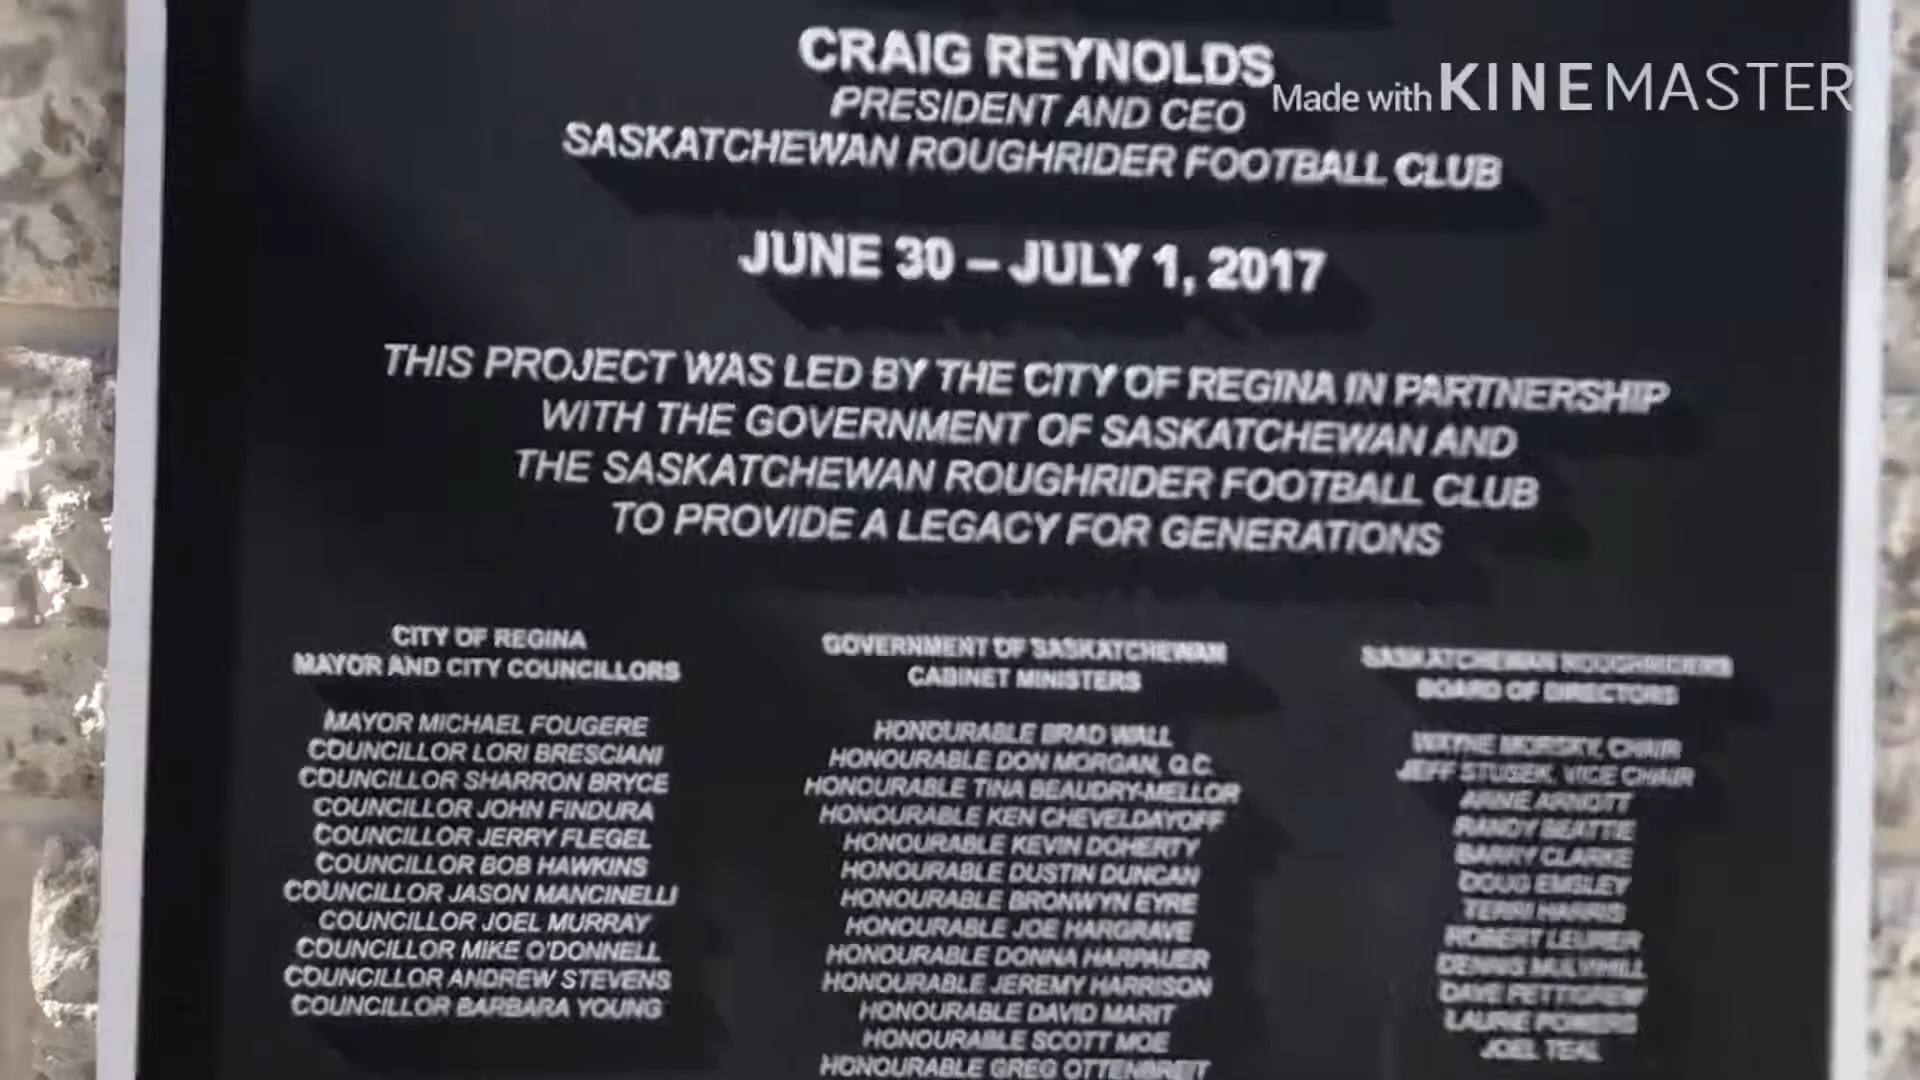 CRAIG REYNOLDS
Made with KINEMASTER
PRESIDENT AND CEO
SASKATCHEWAN ROUGHRIDER FOOTBALL CLUB
JUNE 30 – JULY 1, 2017
THIS PROJECT WAS LED BY THE CITY OF REGINA IN PARTNERSHIP
WITH THE GOVERNMENT OF SASKATCHEWAN AND
THE SASKATCHEWAN ROUGHRIDER FOOTBALL CLUB
TO PROVIDE A LEGACY FOR GENERATIONS
CITY OF REGINA
MAYOR AND CITY COUNCILLORS
MAYOR MICHAEL FOUGERE
COUNCILLOR LORI BRESCIANI
COUNCILLOR SHARRON BRYCE
COUNCILLOR JOHN FINDURA
COUNCILLOR JERRY FLEGEL
COUNCILLOR BOB HAWKINS
COUNCILLOR JASON MANCINELLI
COUNCILLOR JOEL MURRAY
COUNCILLOR MIKE O'DONNELL
COUNCILLOR ANDREW STEVENS
COUNCILLOR BARBARA YOUNG
GOVERNMENT OF SASKATCHEWAN
CABINET MINISTERS
HONOURABLE BRAD WALL
HONOURABLE DON MORGAN, Q.C.
HONOURABLE TINA BEAUDRY-MELLOR
HONOURABLE KEN CHEVELDAYOFF
HONOURABLE KEVIN DOHERTY
HONOURABLE DUSTIN DUNCAN
HONOURABLE BRONWYN EYRE
HONOURABLE JOE HARGRAVE
HONOURABLE DONNA HARPAUER
HONOURABLE JEREMY HARRISON
HONOURABLE DAVID MARIT
HONOURABLE SCOTT MOE
HONOURABLE GREG OTTENBREIT
SASKATCHEWAN ROUGHRIDERS
BOARD OF DIRECTORS
WAYNE MORSKY, CHAIR
JEFF STUSEK, VICE CHAIR
ARNIE ARNOTT
RANDY BEATTIE
BARRY CLARKE
DOUG EMSLEY
TERRI HARRIS
ROBERT LEURER
DENNIS MULVIHILL
DAVE PETTIGREW
LAURIE POWERS
JOEL TEAL